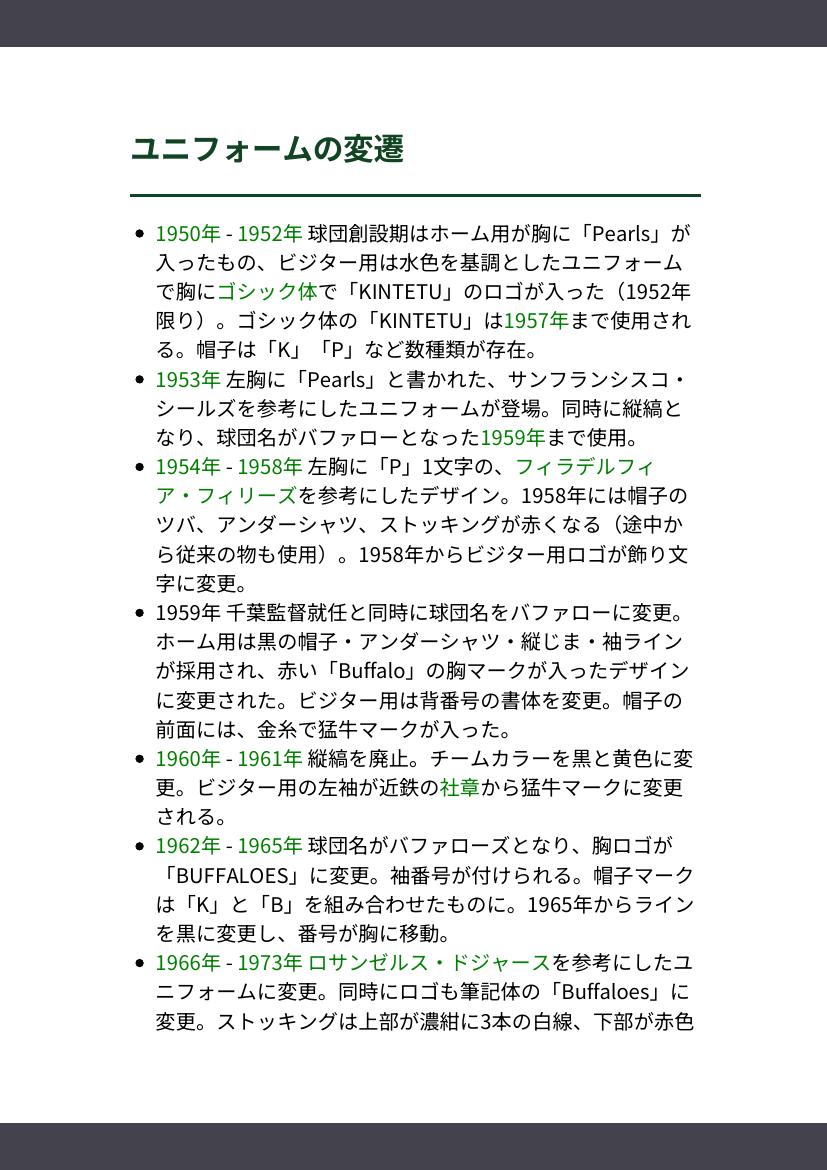 ユニフォームの変遷
1950年 - 1952年 球団創設期はホーム用が胸に「Pearls」が
入ったもの、ビジター用は水色を基調としたユニフォーム
で胸にゴシック体で「KINTETU」のロゴが入った（1952年
限り）。ゴシック体の「KINTETU」は1957年まで使用され
る。帽子は「K」「P」など数種類が存在。
1953年 左胸に「Pearls」と書かれた、サンフランシスコ・
シールズを参考にしたユニフォームが登場。同時に縦縞と
なり、球団名がバファローとなった1959年まで使用。
1954年 - 1958年 左胸に「P」1文字の、フィラデルフィ
ア・フィリーズを参考にしたデザイン。1958年には帽子の
ツバ、アンダーシャツ、ストッキングが赤くなる（途中か
ら従来の物も使用）。1958年からビジター用ロゴが飾り文
字に変更。
1959年 千葉監督就任と同時に球団名をバファローに変更。
ホーム用は黒の帽子・アンダーシャツ・縦じま・袖ライン
が採用され、赤い「Buffalo」の胸マークが入ったデザイン
に変更された。ビジター用は背番号の書体を変更。帽子の
前面には、金糸で猛牛マークが入った。
1960年 - 1961年 縦縞を廃止。チームカラーを黒と黄色に変
更。ビジター用の左袖が近鉄の社章から猛牛マークに変更
される。
1962年 - 1965年 球団名がバファローズとなり、胸ロゴが
「BUFFALOES」に変更。袖番号が付けられる。帽子マーク
は「K」と「B」を組み合わせたものに。1965年からライン
を黒に変更し、番号が胸に移動。
1966年 - 1973年 ロサンゼルス・ドジャースを参考にしたユ
ニフォームに変更。同時にロゴも筆記体の「Buffaloes」に
変更。ストッキングは上部が濃紺に3本の白線、下部が赤色